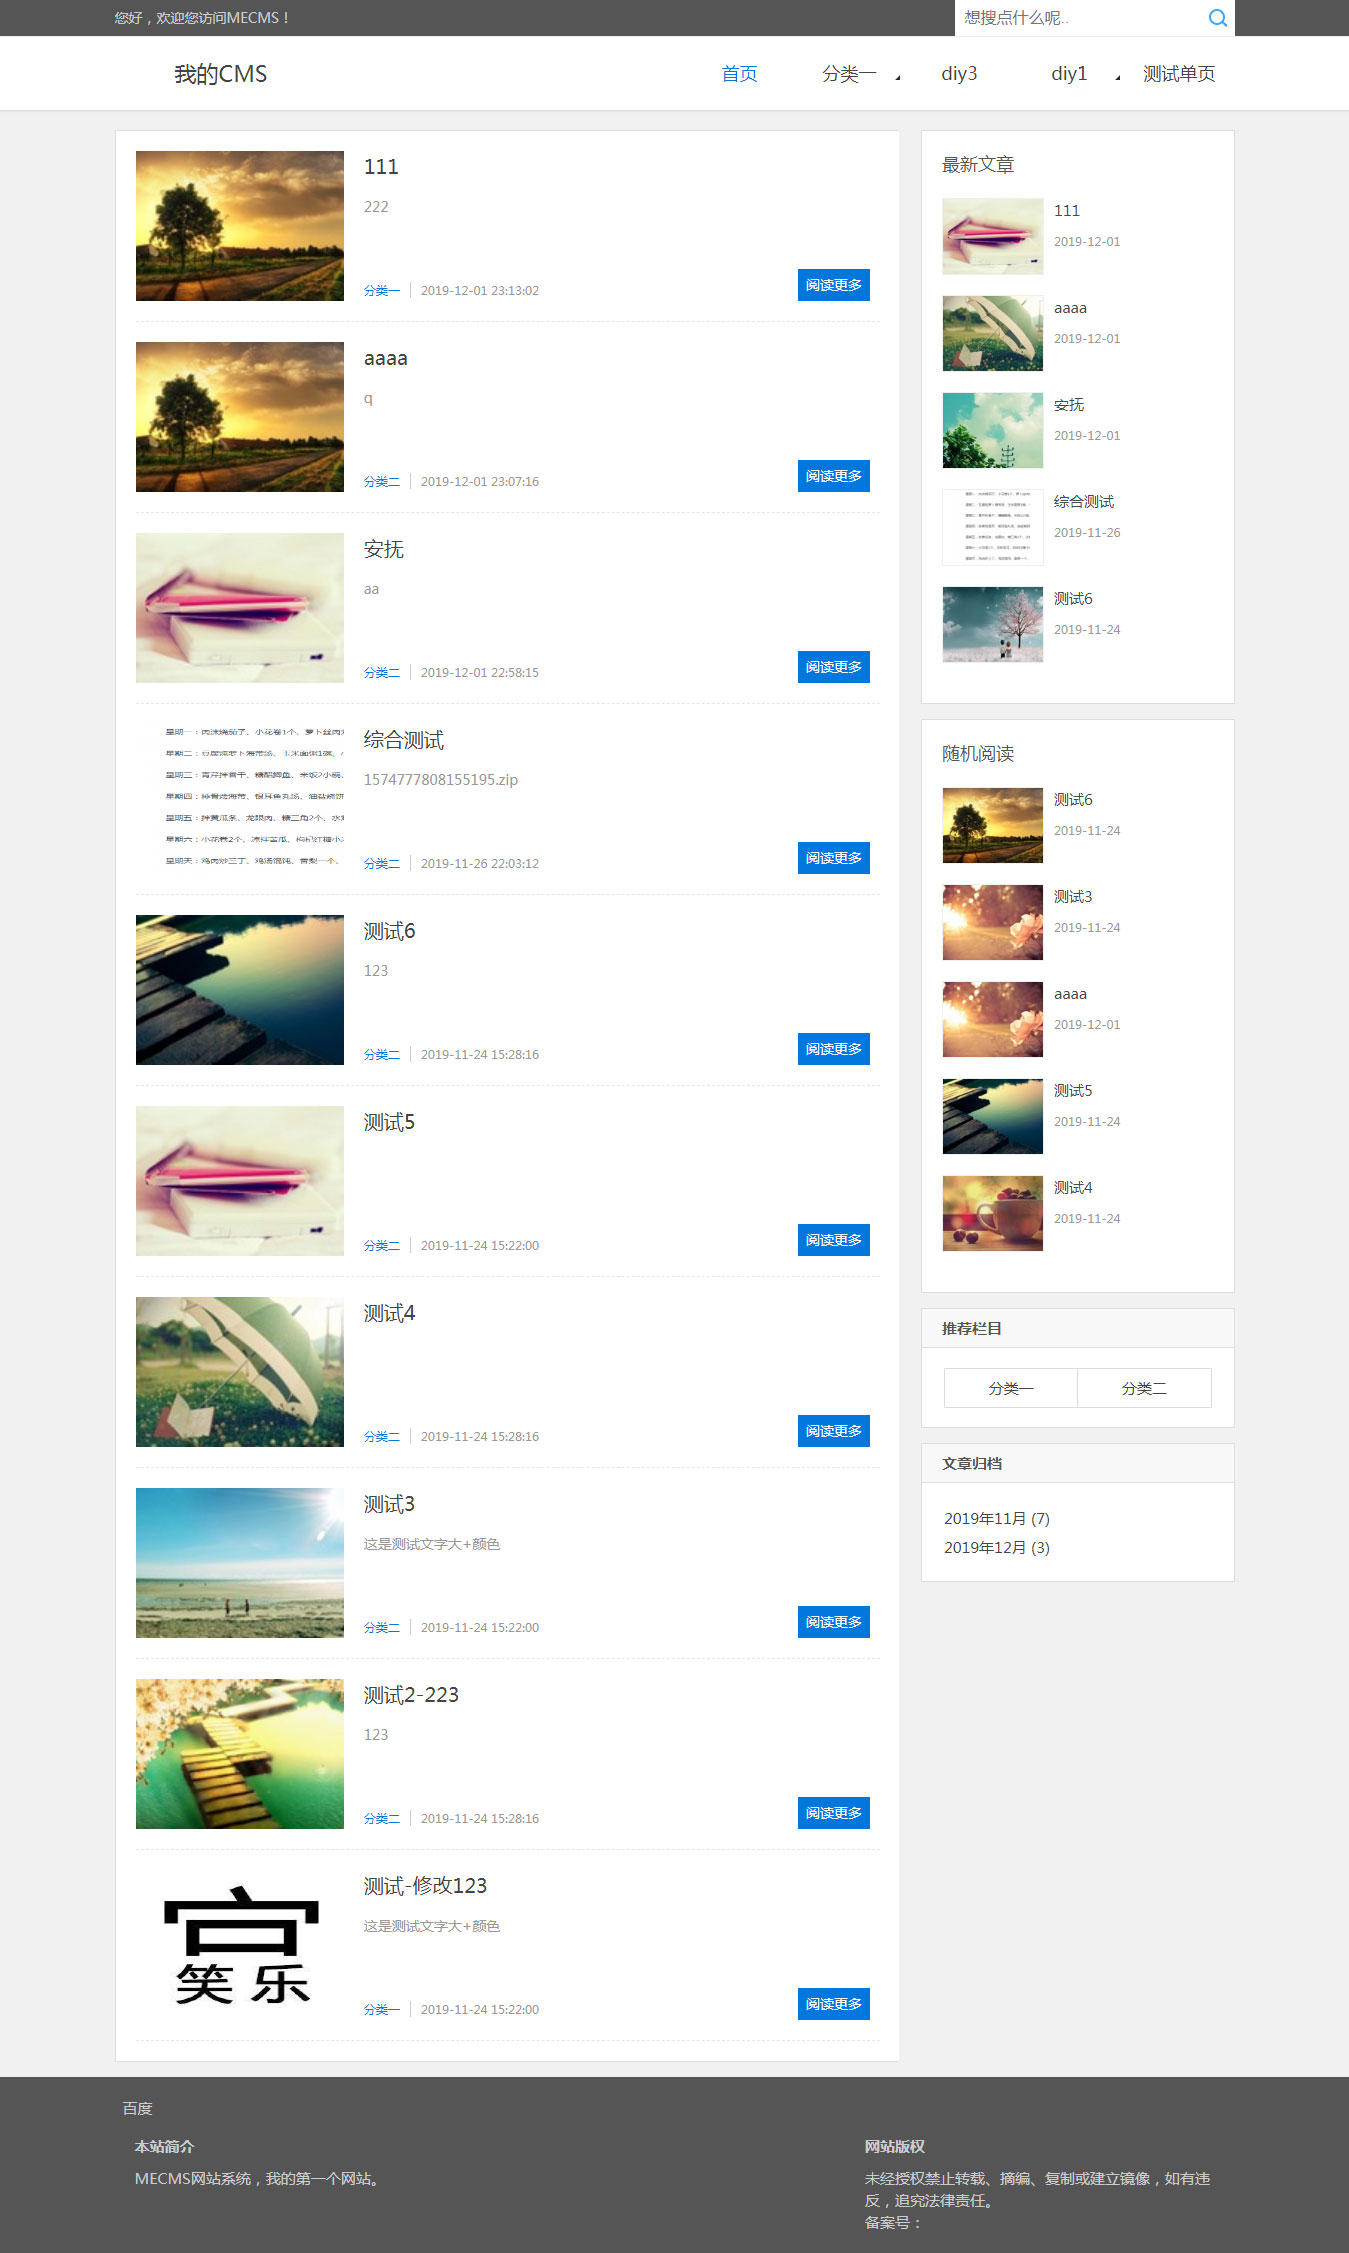 您好，欢迎您访问MECMS！
想搜点什么呢..
我的CMS
首页
分类一
diy3
diy1
测试单页
111
222
分类一
2019-12-01 23:13:02
阅读更多
aaaa
q
分类二
2019-12-01 23:07:16
阅读更多
安抚
aa
分类二
2019-12-01 22:58:15
阅读更多
综合测试
1574777808155195.zip
分类二
2019-11-26 22:03:12
阅读更多
测试6
123
分类二
2019-11-24 15:28:16
阅读更多
测试5
分类二
2019-11-24 15:22:00
阅读更多
测试4
分类二
2019-11-24 15:28:16
阅读更多
测试3
这是测试文字大+颜色
分类二
2019-11-24 15:22:00
阅读更多
测试2-223
123
分类二
2019-11-24 15:28:16
阅读更多
笑 乐
测试-修改123
这是测试文字大+颜色
分类一
2019-11-24 15:22:00
阅读更多
最新文章
111
2019-12-01
aaaa
2019-12-01
安抚
2019-12-01
综合测试
2019-11-26
测试6
2019-11-24
随机阅读
测试6
2019-11-24
测试3
2019-11-24
aaaa
2019-12-01
测试5
2019-11-24
测试4
2019-11-24
推荐栏目
分类一
分类二
文章归档
2019年11月 (7)
2019年12月 (3)
百度
本站简介
MECMS网站系统，我的第一个网站。
网站版权
未经授权禁止转载、摘编、复制或建立镜像，如有违
反，追究法律责任。
备案号：